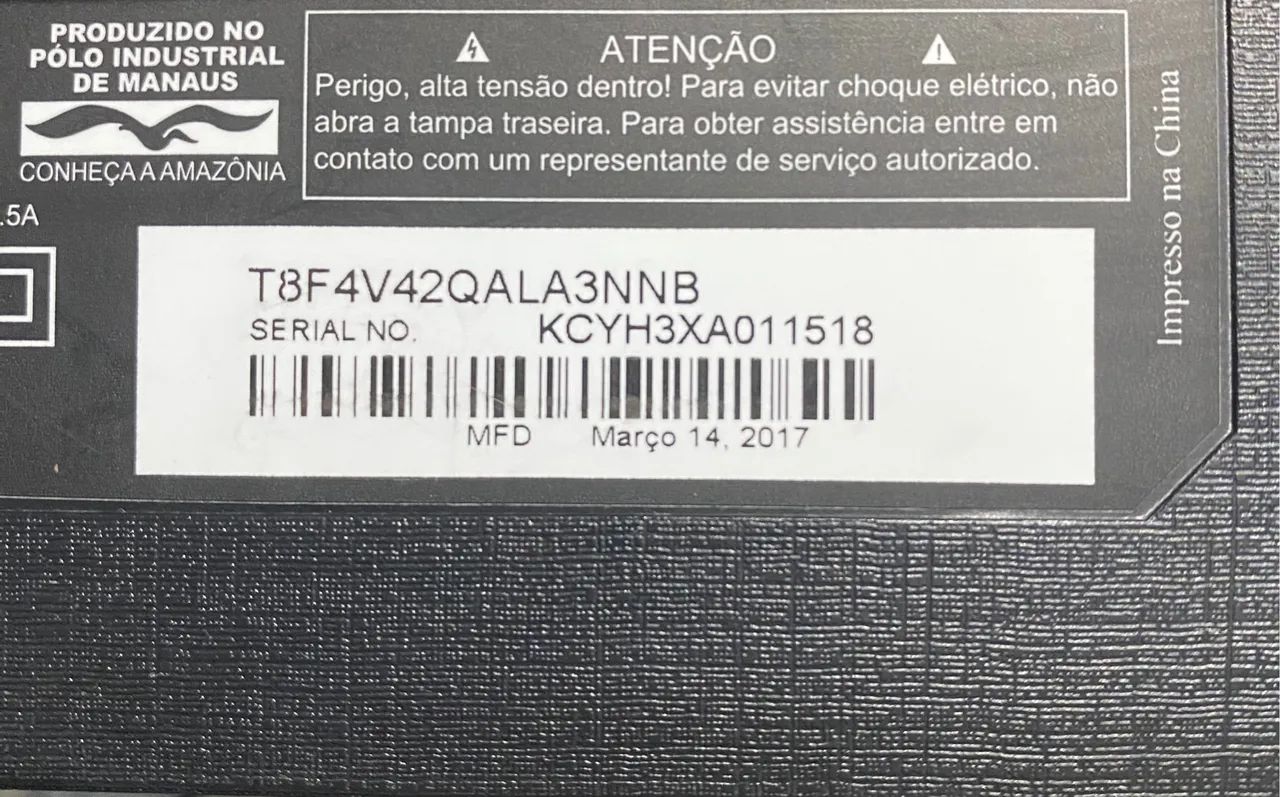 PRODUZIDO NO
PÓLO INDUSTRIAL
DE MANAUS
CONHEÇA A AMAZÔNIA
ATENÇÃO
Perigo, alta tensão dentro! Para evitar choque elétrico, não
abra a tampa traseira. Para obter assistência entre em
contato com um representante de serviço autorizado.
Impresso na China
.5A
T8F4V42QALA3NNB
SERIAL NO. KCYH3XA011518
MFD Março 14, 2017